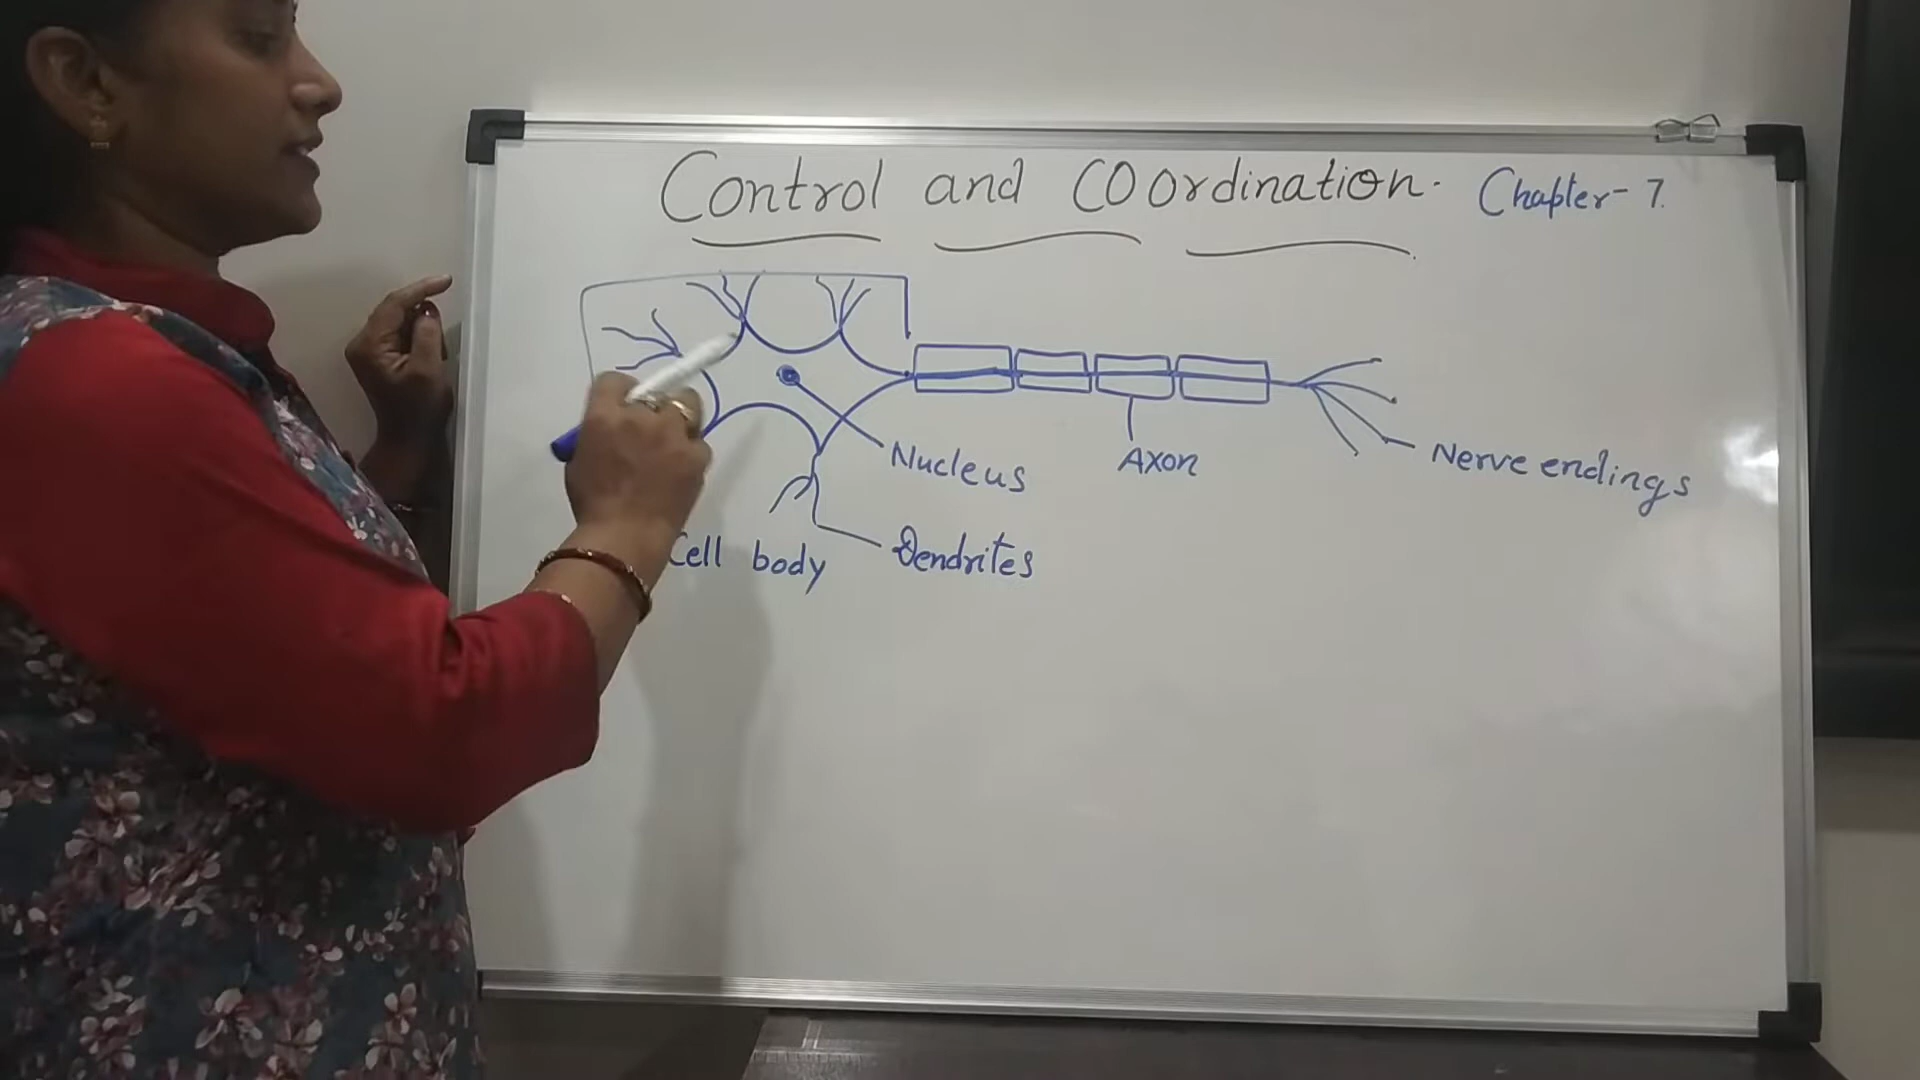 Control and Coordination. Chapter-7.
Nucleus
Axon
Nerve endings
Cell body
Dendrites